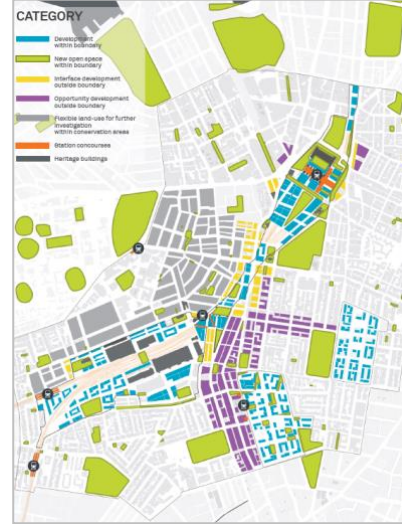 CATEGORY
Development
within boundary
New open space
within boundary
Interface development
outside boundary
Opportunity development
outside boundary
Flexible land-use for further
investigation
within conservation areas
Station concourses
Heritage buildings